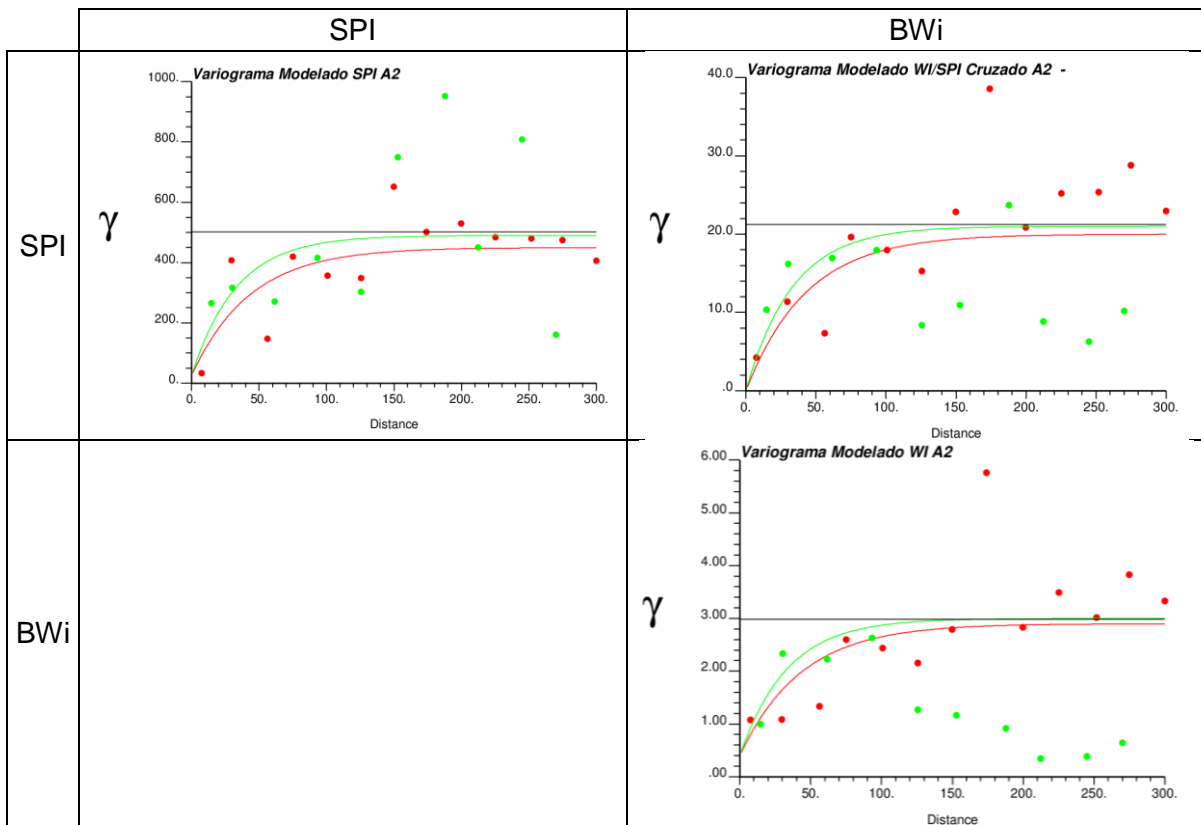 SPI
BWi
SPI
Variograma Modelado SPI A2
γ
1000.
800.
600.
400.
200.
0.
0. 50. 100. 150. 200. 250. 300.
Distance
Variograma Modelado WI/SPI Cruzado A2 -
γ
40.0
30.0
20.0
10.0
.0
0. 50. 100. 150. 200. 250. 300.
Distance
BWi
Variograma Modelado WI A2
γ
6.00
5.00
4.00
3.00
2.00
1.00
.00
0. 50. 100. 150. 200. 250. 300.
Distance